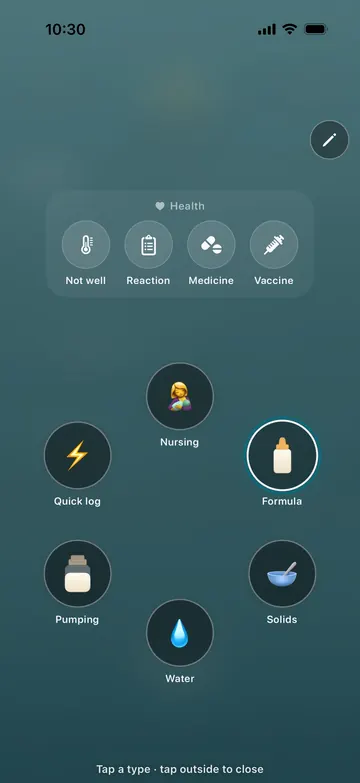 10:30
Health
Not well
Reaction
Medicine
Vaccine
Nursing
Quick log
Formula
Pumping
Solids
Water
Tap a type · tap outside to close